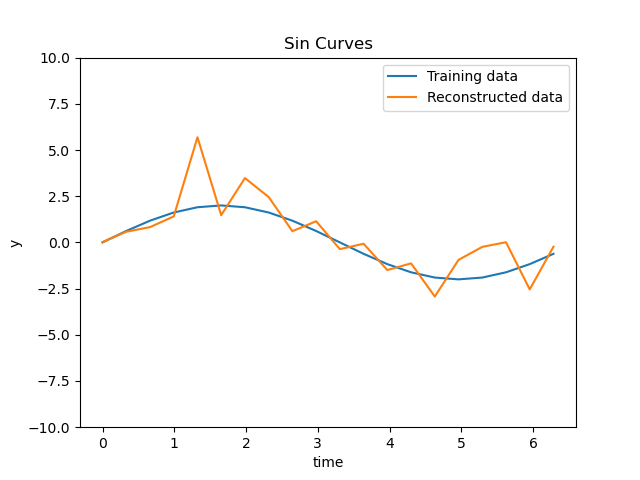 Sin Curves
Training data
Reconstructed data
10.0
7.5
5.0
2.5
0.0
−2.5
−5.0
−7.5
−10.0
y
0 1 2 3 4 5 6
time